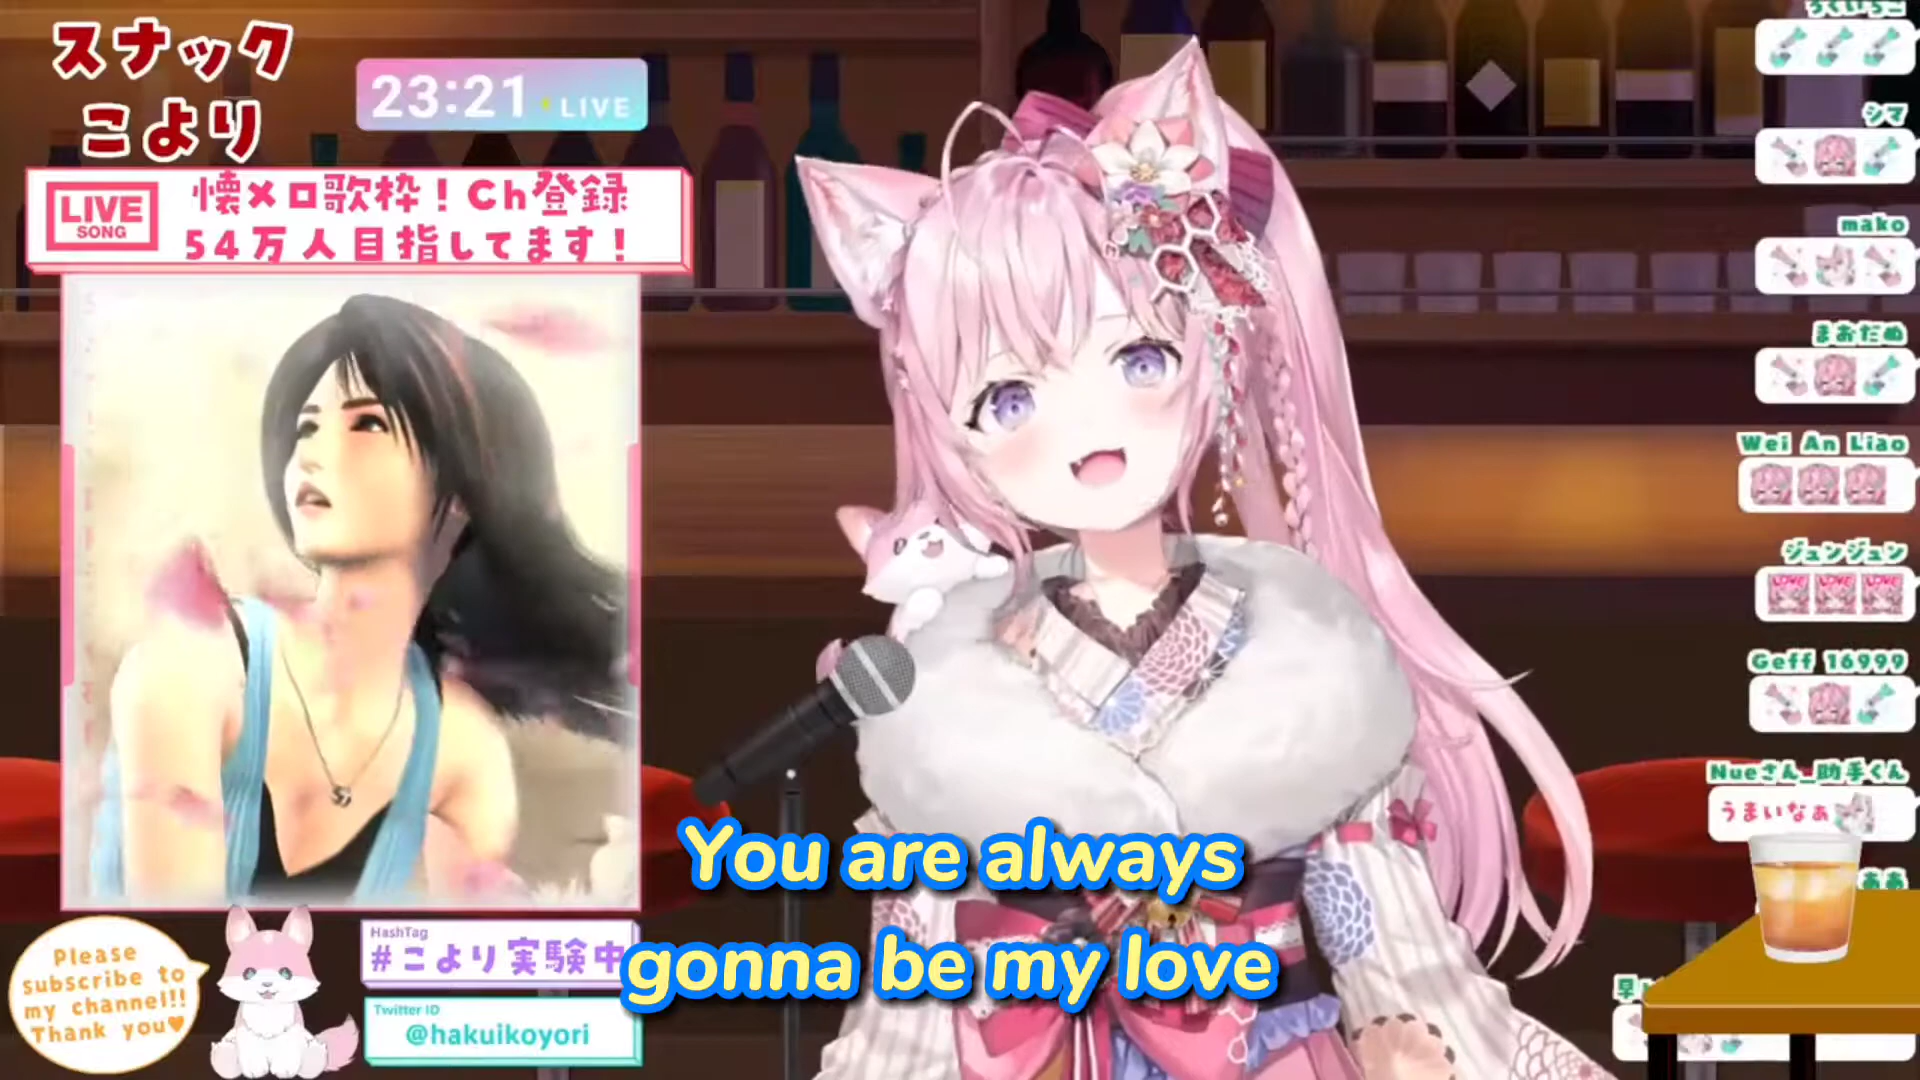 スナック
こより
23:21 LIVE
LIVE
SONG
懐メロ歌枠！Ch登録
54万人目指してます！
シマ
mako
まおだぬ
Wei An Liao
ジュンジュン
LOVE LOVE LOVE
Geff 16999
Nueさん_助手くん
うまいなぁ
You are always
gonna be my love
Please
subscribe to
my channel!!
Thank you♥
HashTag
#こより実験中
Twitter ID
@hakuikoyori